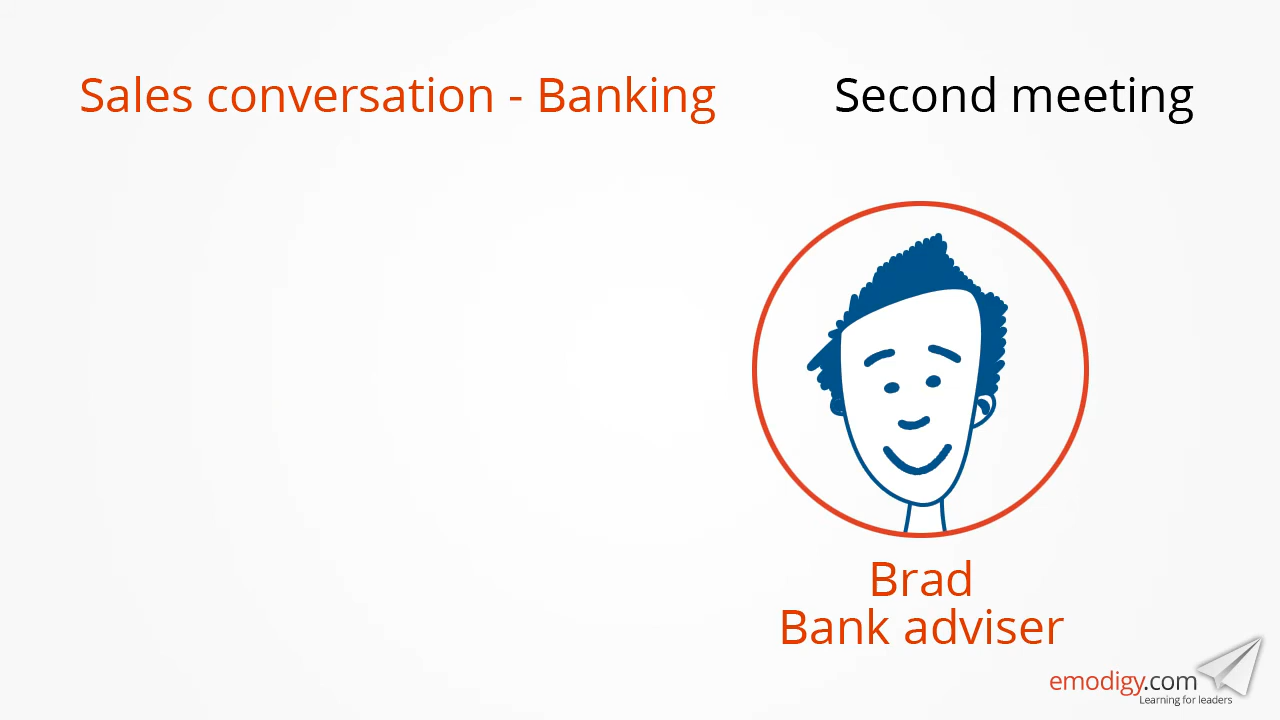 Sales conversation - Banking
Second meeting
Brad
Bank adviser
emodigy.com
Learning for leaders